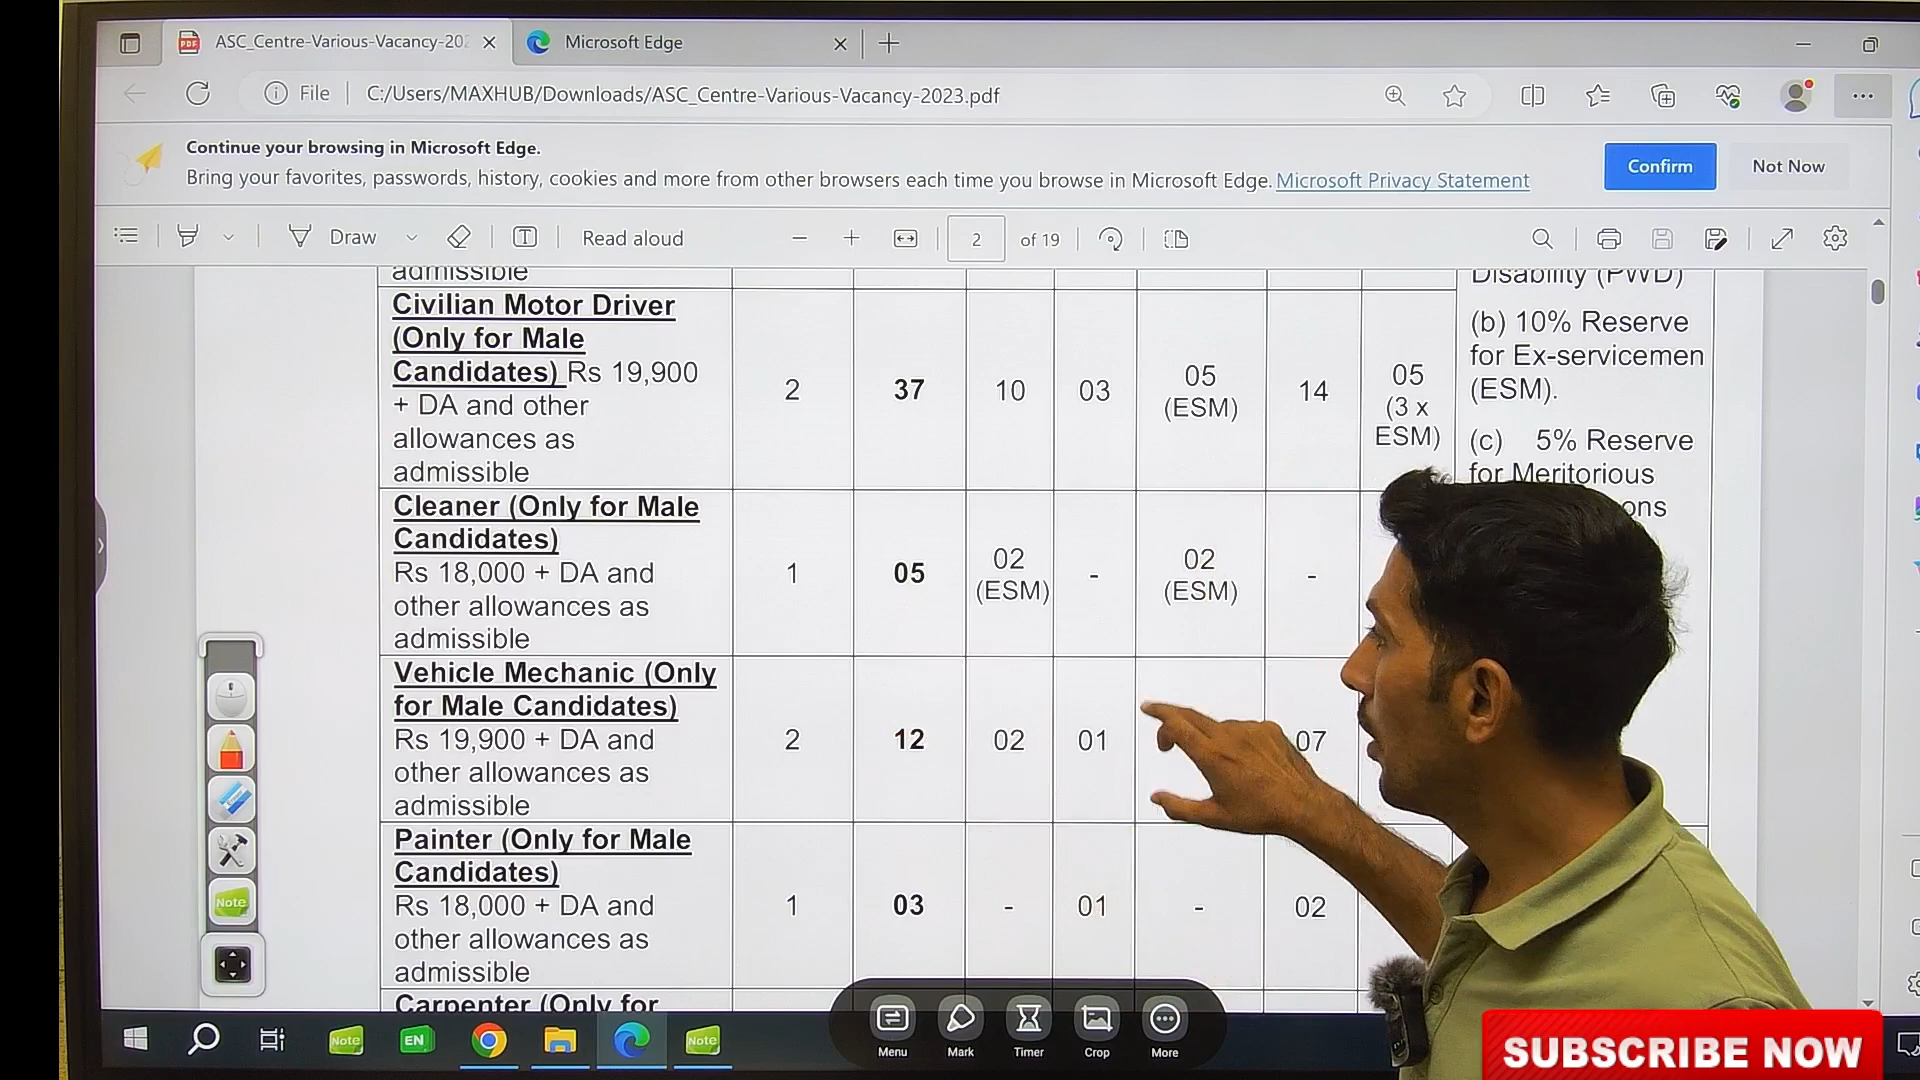 ASC_Centre-Various-Vacancy-202
Microsoft Edge
File
C:/Users/MAXHUB/Downloads/ASC_Centre-Various-Vacancy-2023.pdf
Continue your browsing in Microsoft Edge.
Bring your favorites, passwords, history, cookies and more from other browsers each time you browse in Microsoft Edge. Microsoft Privacy Statement
Confirm
Not Now
Draw
Read aloud
2
of 19
admissible
Disability (PWD)
Civilian Motor Driver
(Only for Male
Candidates) Rs 19,900
+ DA and other
allowances as
admissible
2
37
10
03
05
(ESM)
14
05
(3 x
ESM)
(b) 10% Reserve
for Ex-servicemen
(ESM).
(c) 5% Reserve
for Meritorious
ons
Cleaner (Only for Male
Candidates)
Rs 18,000 + DA and
other allowances as
admissible
1
05
02
(ESM)
-
02
(ESM)
-
Vehicle Mechanic (Only
for Male Candidates)
Rs 19,900 + DA and
other allowances as
admissible
2
12
02
01
07
Painter (Only for Male
Candidates)
Rs 18,000 + DA and
other allowances as
admissible
1
03
-
01
-
02
Carpenter (Only for
Note
Note
EN
Note
Menu
Mark
Timer
Crop
More
SUBSCRIBE NOW